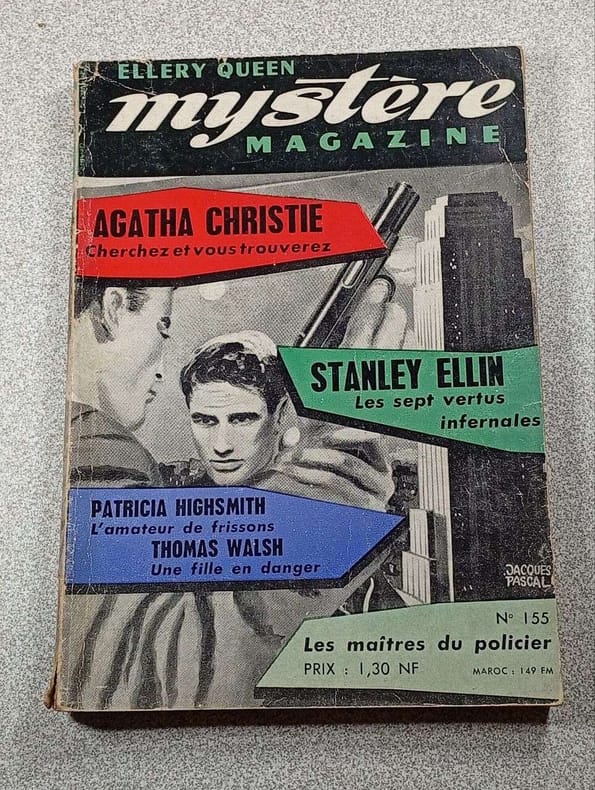 ELLERY QUEEN
mystère
MAGAZINE
AGATHA CHRISTIE
Cherchez et vous trouverez
STANLEY ELLIN
Les sept vertus
infernales
PATRICIA HIGHSMITH
L'amateur de frissons
THOMAS WALSH
Une fille en danger
JACQUES
PASCAL
N° 155
Les maîtres du policier
PRIX : 1,30 NF
MAROC : 149 FM